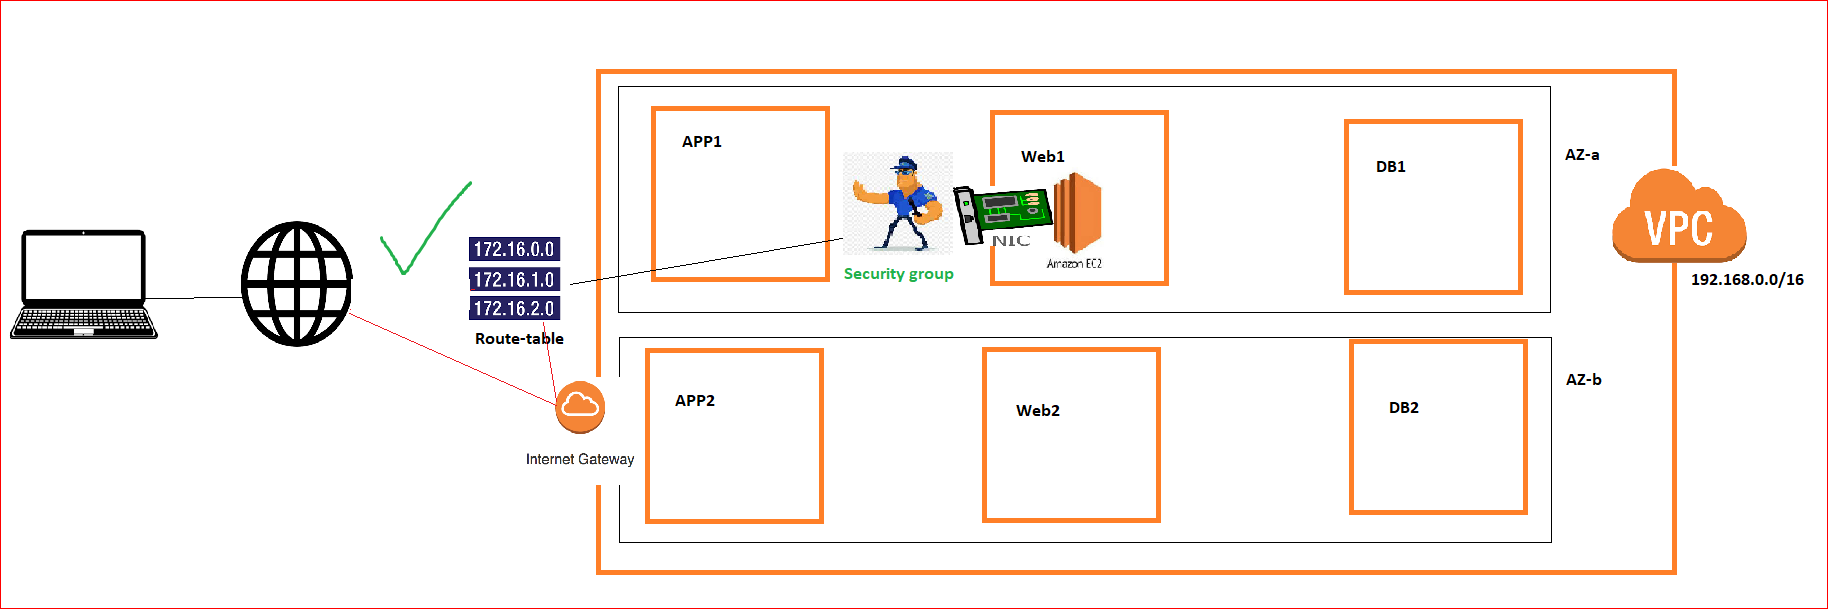 APP1
Web1
DB1
AZ-a
VPC
192.168.0.0/16
172.16.0.0
172.16.1.0
172.16.2.0
Route-table
Security group
NIC
Amazon EC2
Internet Gateway
APP2
Web2
DB2
AZ-b